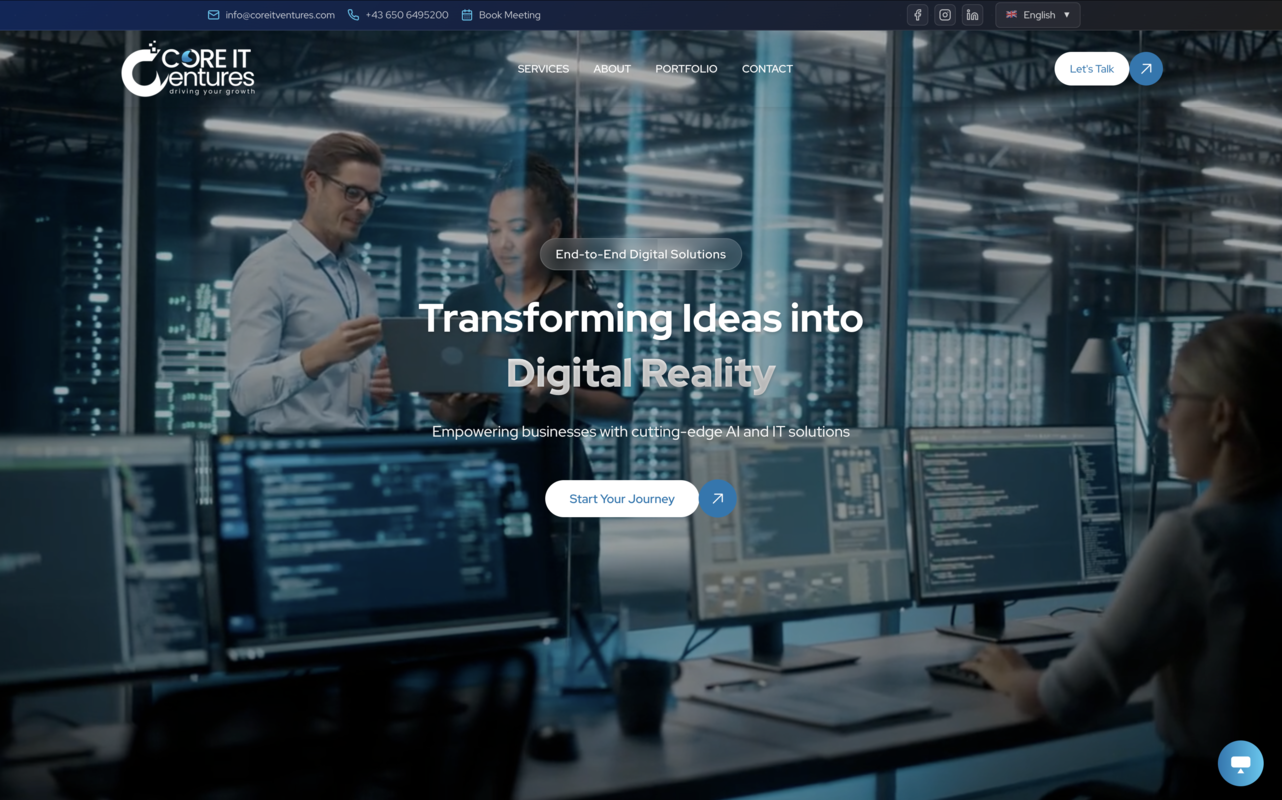 info@coreitventures.com
+43 650 6495200
Book Meeting
English ▼
CORE IT
Ventures
driving your growth
SERVICES
ABOUT
PORTFOLIO
CONTACT
Let's Talk
End-to-End Digital Solutions
Transforming Ideas into
Digital Reality
Empowering businesses with cutting-edge AI and IT solutions
Start Your Journey